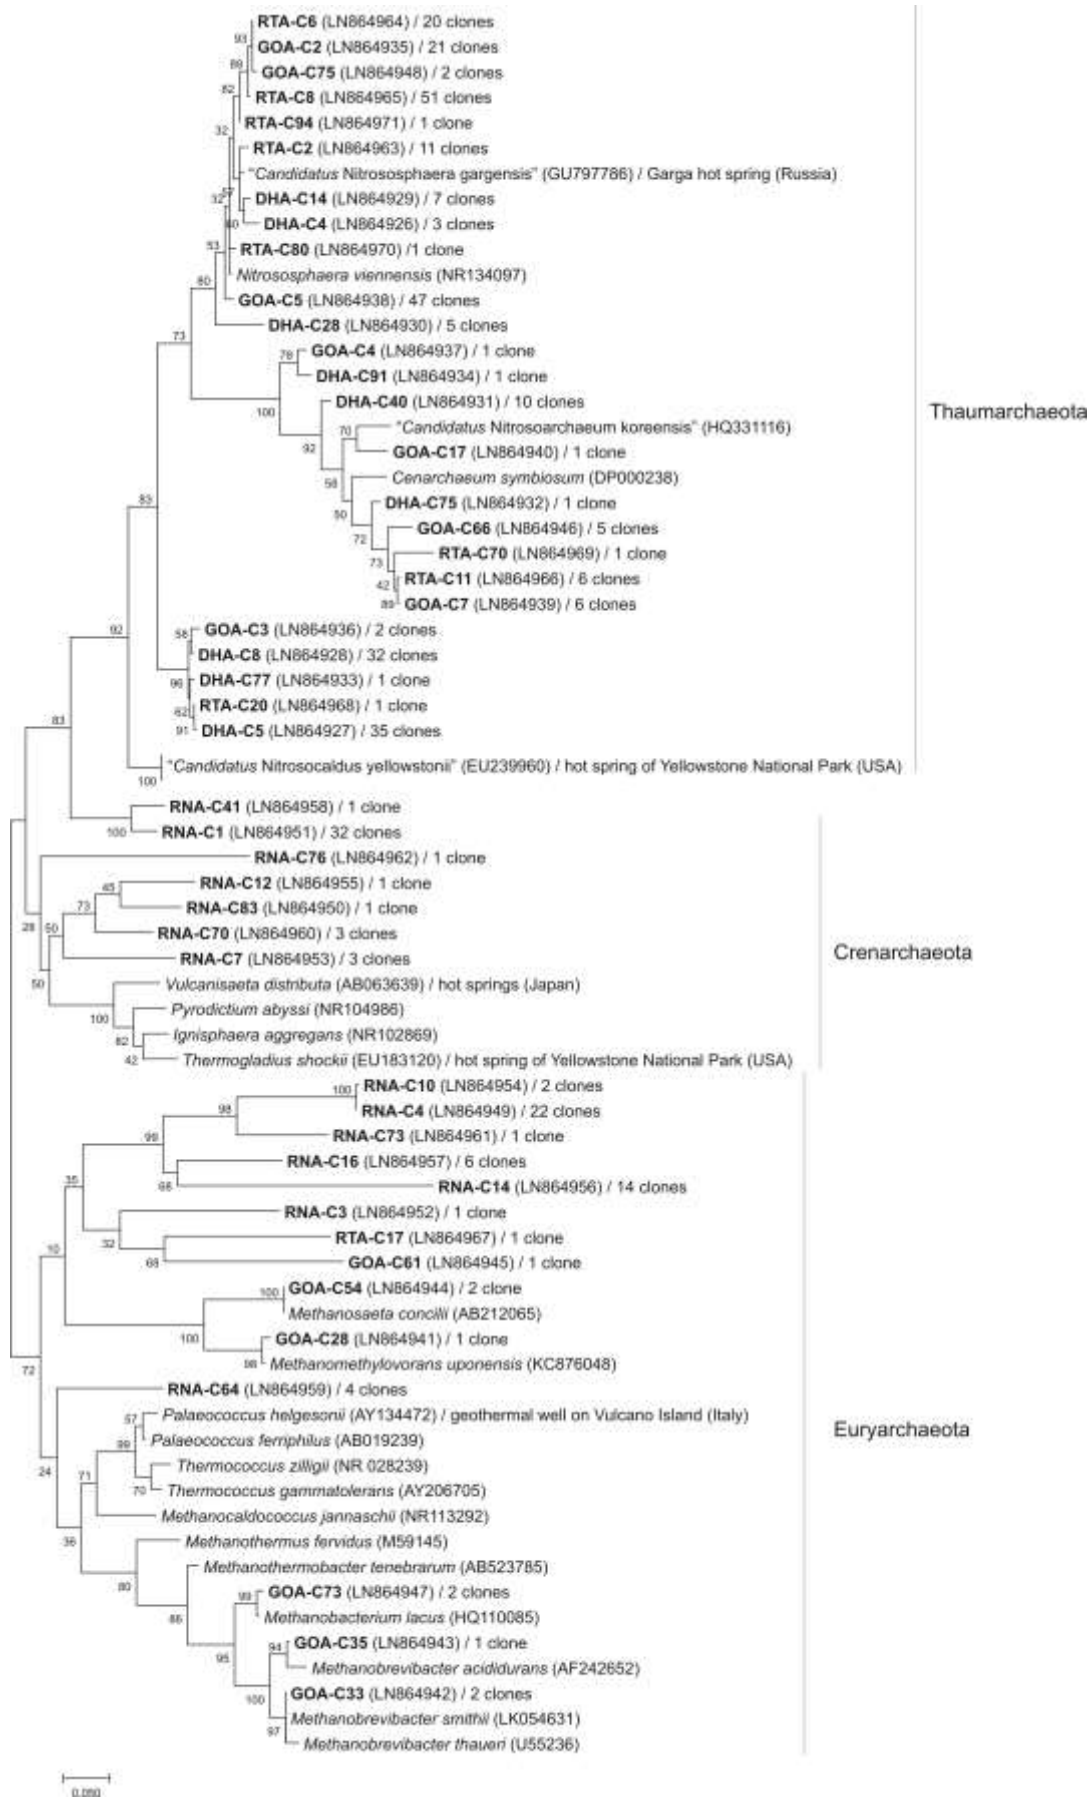 RTA-C6 (LN864964) / 20 clones
GOA-C2 (LN864935) / 21 clones
GOA-C75 (LN864948) / 2 clones
RTA-C8 (LN864965) / 51 clones
RTA-C94 (LN864971) / 1 clone
RTA-C2 (LN864963) / 11 clones
"Candidatus Nitrososphaera gargensis" (GU797786) / Garga hot spring (Russia)
DHA-C14 (LN864929) / 7 clones
DHA-C4 (LN864926) / 3 clones
RTA-C80 (LN864970) /1 clone
Nitrososphaera viennensis (NR134097)
GOA-C5 (LN864938) / 47 clones
DHA-C28 (LN864930) / 5 clones
GOA-C4 (LN864937) / 1 clone
DHA-C91 (LN864934) / 1 clone
DHA-C40 (LN864931) / 10 clones
Thaumarchaeota
"Candidatus Nitrosoarchaeum koreensis" (HQ331116)
GOA-C17 (LN864940) / 1 clone
Cenarchaeum symbiosum (DP000238)
DHA-C75 (LN864932) / 1 clone
GOA-C66 (LN864946) / 5 clones
RTA-C70 (LN864969) / 1 clone
RTA-C11 (LN864966) / 6 clones
GOA-C7 (LN864939) / 6 clones
GOA-C3 (LN864936) / 2 clones
DHA-C8 (LN864928) / 32 clones
DHA-C77 (LN864933) / 1 clone
RTA-C20 (LN864968) / 1 clone
DHA-C5 (LN864927) / 35 clones
"Candidatus Nitrosocaldus yellowstonii" (EU239960) / hot spring of Yellowstone National Park (USA)
RNA-C41 (LN864958) / 1 clone
RNA-C1 (LN864951) / 32 clones
RNA-C76 (LN864962) / 1 clone
RNA-C12 (LN864955) / 1 clone
RNA-C83 (LN864950) / 1 clone
RNA-C70 (LN864960) / 3 clones
Crenarchaeota
RNA-C7 (LN864953) / 3 clones
Vulcanisaeta distributa (AB063639) / hot springs (Japan)
Pyrodictium abyssi (NR104986)
Ignisphaera aggregans (NR102869)
Thermogladius shockii (EU183120) / hot spring of Yellowstone National Park (USA)
RNA-C10 (LN864954) / 2 clones
RNA-C4 (LN864949) / 22 clones
RNA-C73 (LN864961) / 1 clone
RNA-C16 (LN864957) / 6 clones
RNA-C14 (LN864956) / 14 clones
RNA-C3 (LN864952) / 1 clone
RTA-C17 (LN864967) / 1 clone
GOA-C61 (LN864945) / 1 clone
GOA-C54 (LN864944) / 2 clone
Methanosaeta concilii (AB212065)
GOA-C28 (LN864941) / 1 clone
Methanomethylovorans uponensis (KC876048)
RNA-C64 (LN864959) / 4 clones
Palaeococcus helgesonii (AY134472) / geothermal well on Vulcano Island (Italy)
Euryarchaeota
Palaeococcus ferriphilus (AB019239)
Thermococcus zilligii (NR 028239)
Thermococcus gammatolerans (AY206705)
Methanocaldococcus jannaschii (NR113292)
Methanothermus fervidus (M59145)
Methanothermobacter tenebrarum (AB523785)
GOA-C73 (LN864947) / 2 clones
Methanobacterium lacus (HQ110085)
GOA-C35 (LN864943) / 1 clone
Methanobrevibacter acididurans (AF242652)
GOA-C33 (LN864942) / 2 clones
Methanobrevibacter smithii (LK054631)
Methanobrevibacter thaueri (U55236)
0.050